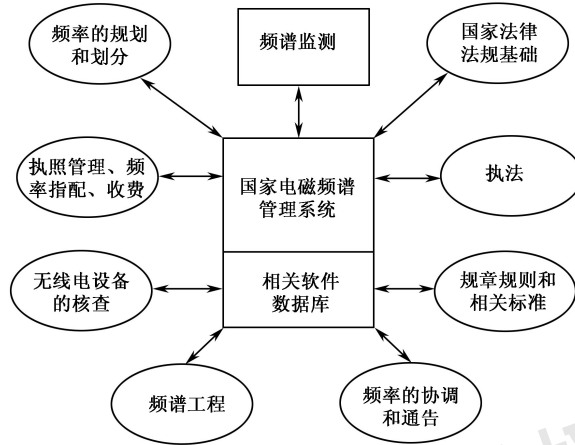 频率的规划
和划分
频谱监测
国家法律
法规基础
执照管理、频
率指配、收费
国家电磁频谱
管理系统
执法
无线电设备
的核查
相关软件
数据库
规章规则和
相关标准
频谱工程
频率的协调
和通告